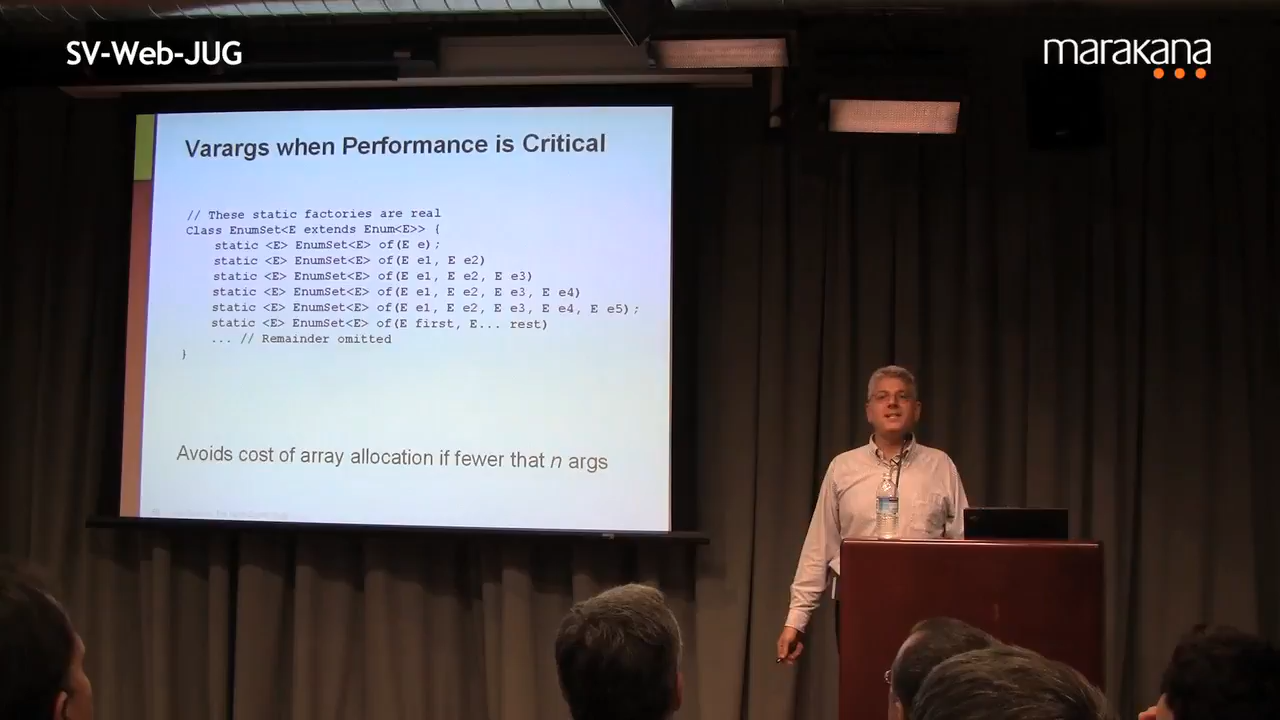 SV-Web-JUG
marakana
Varargs when Performance is Critical
// These static factories are real
Class EnumSet<E extends Enum<E>> {
static <E> EnumSet<E> of(E e);
static <E> EnumSet<E> of(E e1, E e2)
static <E> EnumSet<E> of(E e1, E e2, E e3)
static <E> EnumSet<E> of(E e1, E e2, E e3, E e4)
static <E> EnumSet<E> of(E e1, E e2, E e3, E e4, E e5);
static <E> EnumSet<E> of(E first, E... rest)
... // Remainder omitted
}
Avoids cost of array allocation if fewer that n args